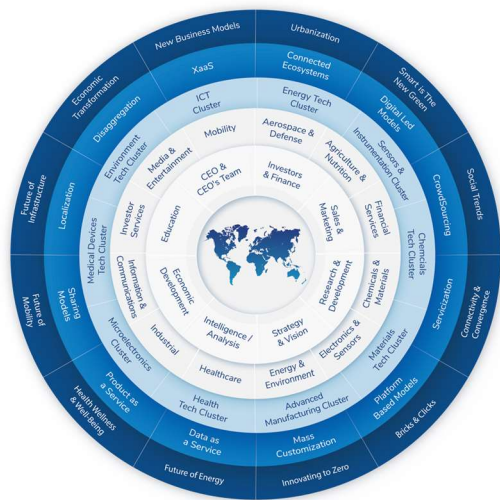 New Business Models
Urbanization
Smart is The
New Green
Social Trends
Connectivity &
Convergence
Bricks & Clicks
Innovating to Zero
Future of Energy
Health Wellness
& Well-Being
Future of
Mobility
Future of
Infrastructure
Economic
Transformation
XaaS
Connected
Ecosystems
Digital Led
Models
CrowdSourcing
Servicization
Platform
Based Models
Mass
Customization
Data as
a Service
Product as
a Service
Sharing
Models
Localization
Disaggregation
ICT
Cluster
Energy Tech
Cluster
Sensors &
Instrumentation Cluster
Chemcials
Tech Cluster
Materials
Tech Cluster
Advanced
Manufacturing Cluster
Health
Tech Cluster
Microelectronics
Cluster
Medical Devices
Tech Cluster
Environment
Tech Cluster
Mobility
Aerospace &
Defense
Agriculture &
Nutrition
Financial
Services
Chemicals &
Materials
Electronics &
Sensors
Energy &
Environment
Healthcare
Industrial
Information &
Communications
Investor
Services
Media &
Entertainment
CEO &
CEO's Team
Investors
& Finance
Sales &
Marketing
Research &
Development
Strategy
& Vision
Intelligence /
Analysis
Economic
Development
Education